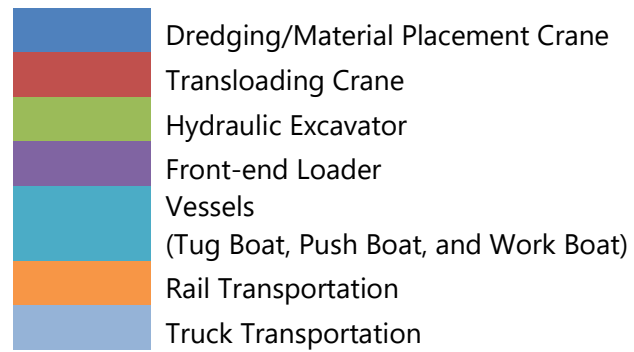 Dredging/Material Placement Crane
Transloading Crane
Hydraulic Excavator
Front-end Loader
Vessels
(Tug Boat, Push Boat, and Work Boat)
Rail Transportation
Truck Transportation